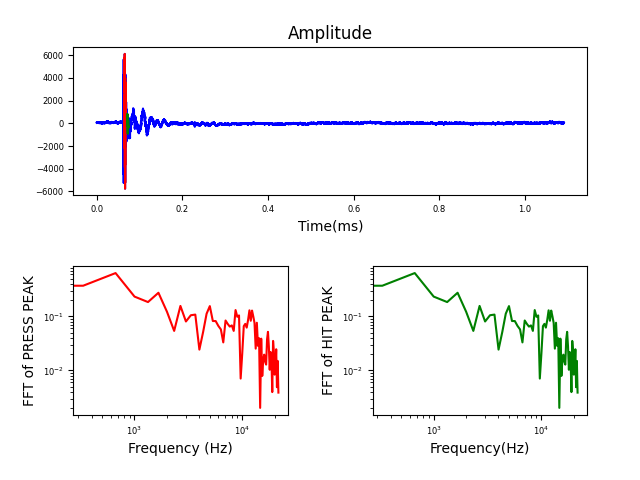 Amplitude
6000
4000
2000
0
−2000
−4000
−6000
0.0 0.2 0.4 0.6 0.8 1.0
Time(ms)
FFT of PRESS PEAK
10⁻¹
10⁻²
10³ 10⁴
Frequency (Hz)
FFT of HIT PEAK
10⁻¹
10⁻²
10³ 10⁴
Frequency(Hz)